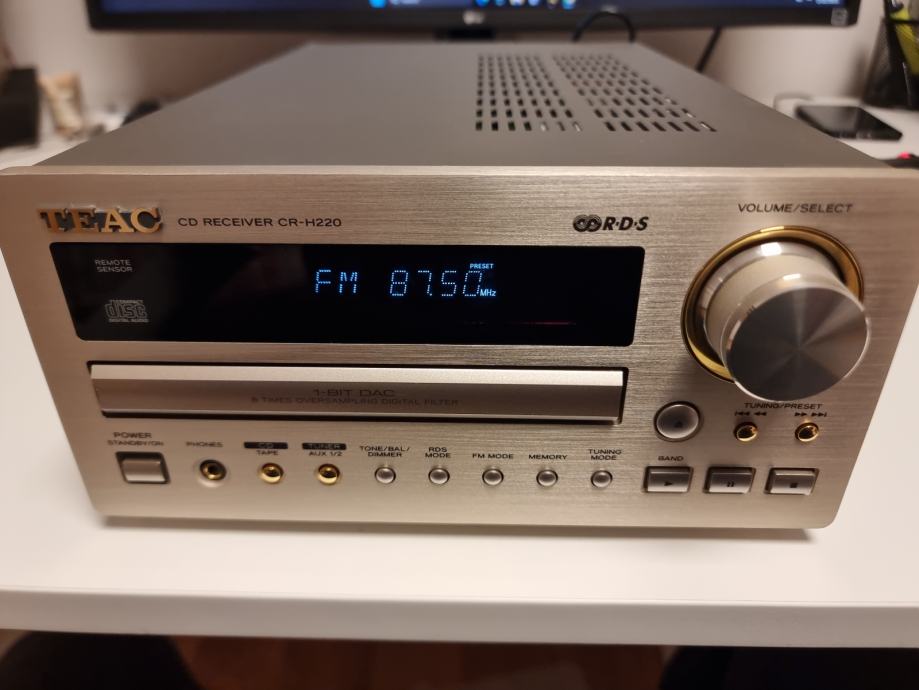 LG
TEAC
CD RECEIVER CR-H220
R·D·S
VOLUME/SELECT
REMOTE
SENSOR
COMPACT
disc
DIGITAL AUDIO
PRESET
FM 87.50 MHz
1-BIT DAC
8 TIMES OVERSAMPLING DIGITAL FILTER
TUNING/PRESET
POWER
STANDBY/ON
PHONES
CD
TAPE
TUNER
AUX 1/2
TONE/BAL/
DIMMER
RDS
MODE
FM MODE
MEMORY
TUNING
MODE
BAND